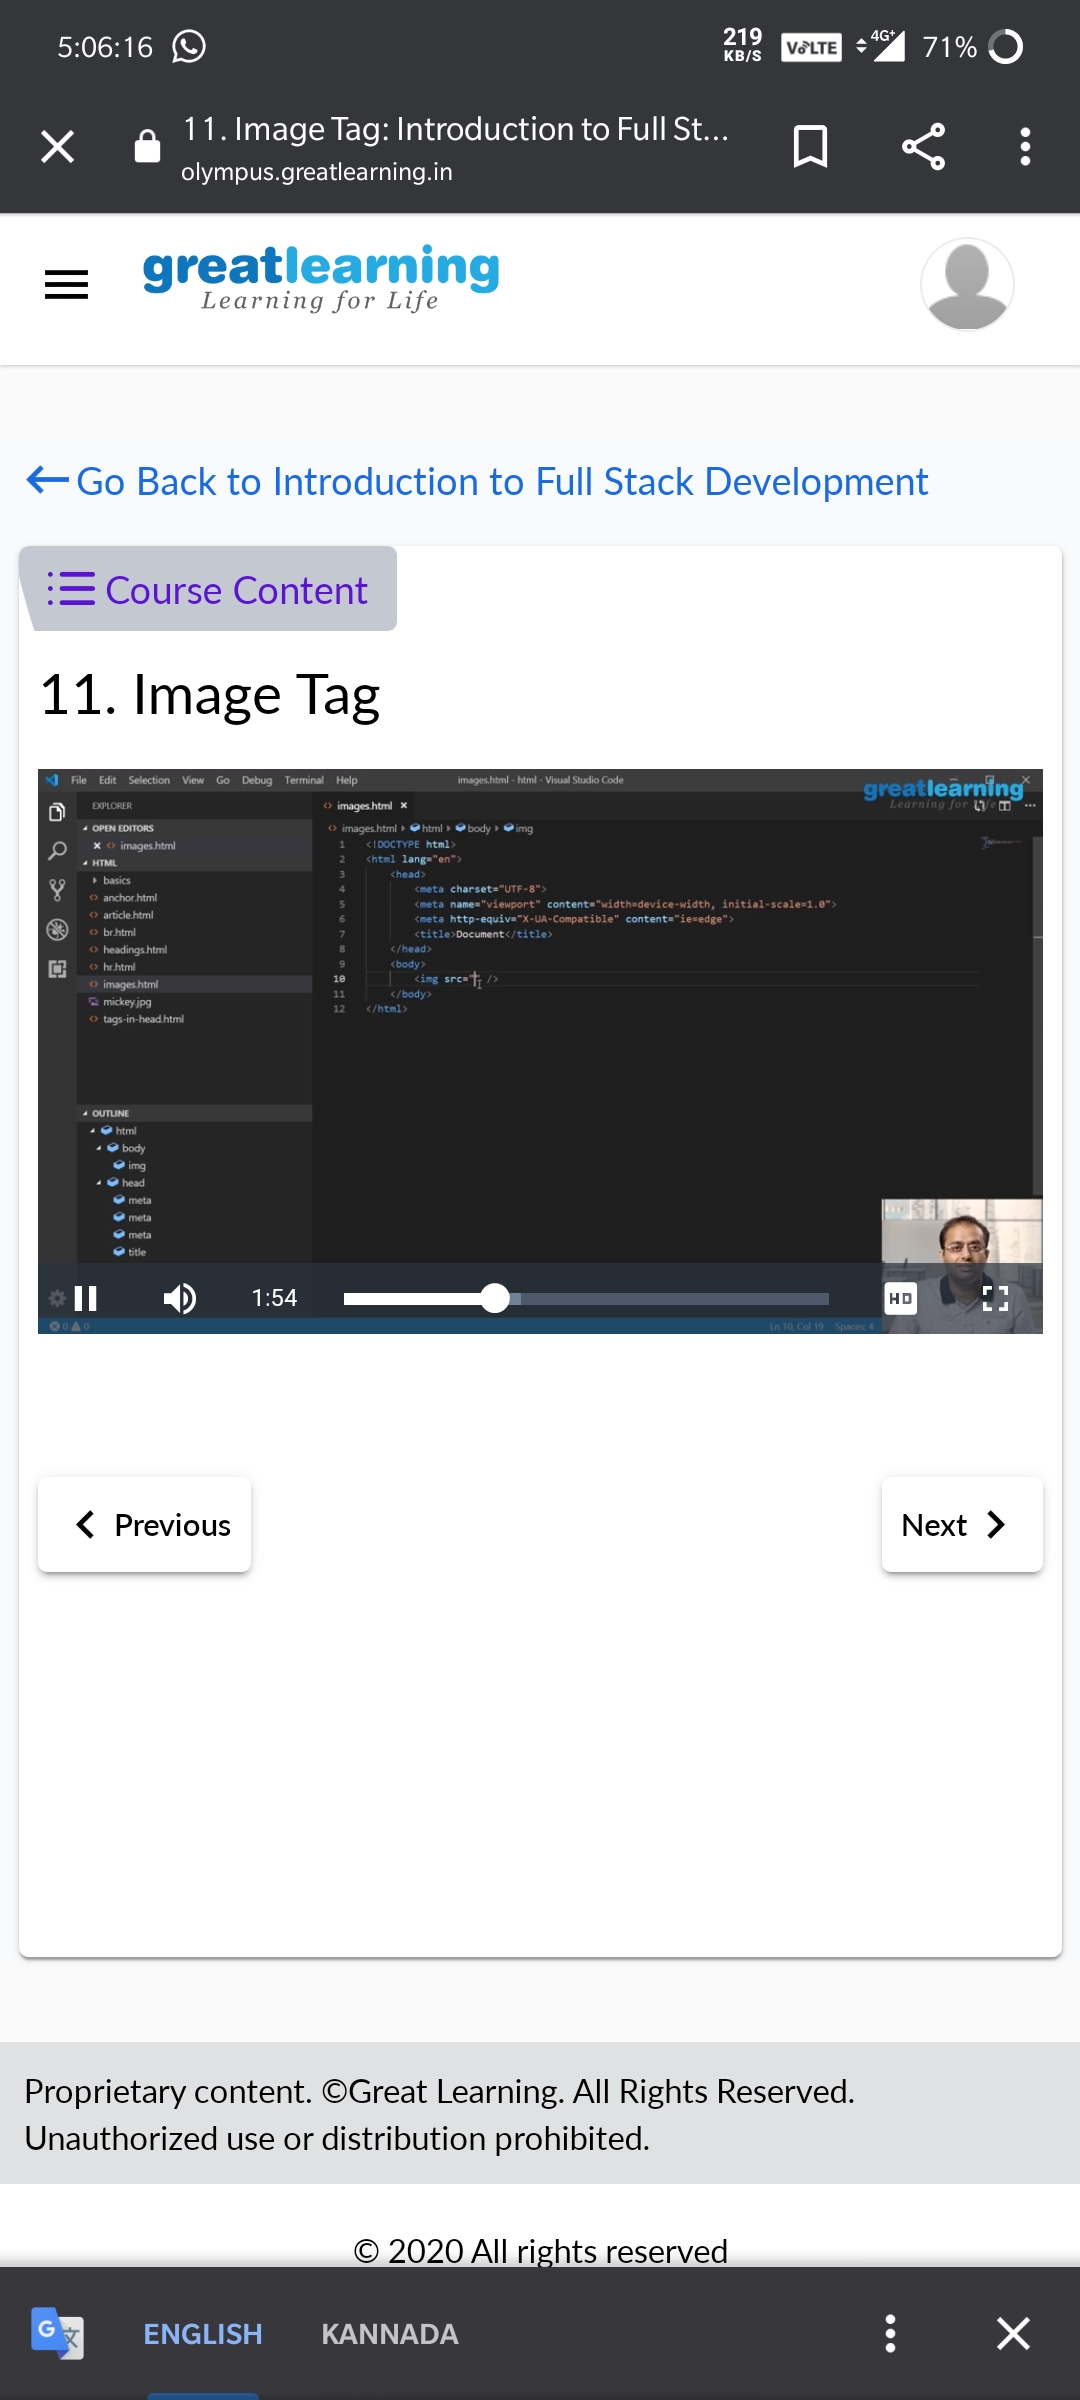 5:06:16
219 KB/S VoLTE 4G+ 71%
11. Image Tag: Introduction to Full St...
olympus.greatlearning.in
greatlearning
Learning for Life
Go Back to Introduction to Full Stack Development
Course Content
11. Image Tag
File Edit Selection View Go Debug Terminal Help images.html - html - Visual Studio Code
greatlearning
Learning for Life
EXPLORER
images.html
OPEN EDITORS
images.html
HTML
basics
anchor.html
article.html
br.html
headings.html
hr.html
images.html
mickey.jpg
tags-in-head.html
OUTLINE
html
body
img
head
meta
meta
meta
title
images.html html body img
1 <!DOCTYPE html>
2 <html lang="en">
3 <head>
4 <meta charset="UTF-8">
5 <meta name="viewport" content="width=device-width, initial-scale=1.0">
6 <meta http-equiv="X-UA-Compatible" content="ie=edge">
7 <title>Document</title>
8 </head>
9 <body>
10 <img src=" />
11 </body>
12 </html>
1:54
HD
0 0
Ln 10, Col 19 Spaces: 4
Previous
Next
Proprietary content. ©Great Learning. All Rights Reserved.
Unauthorized use or distribution prohibited.
© 2020 All rights reserved
G 文
ENGLISH KANNADA